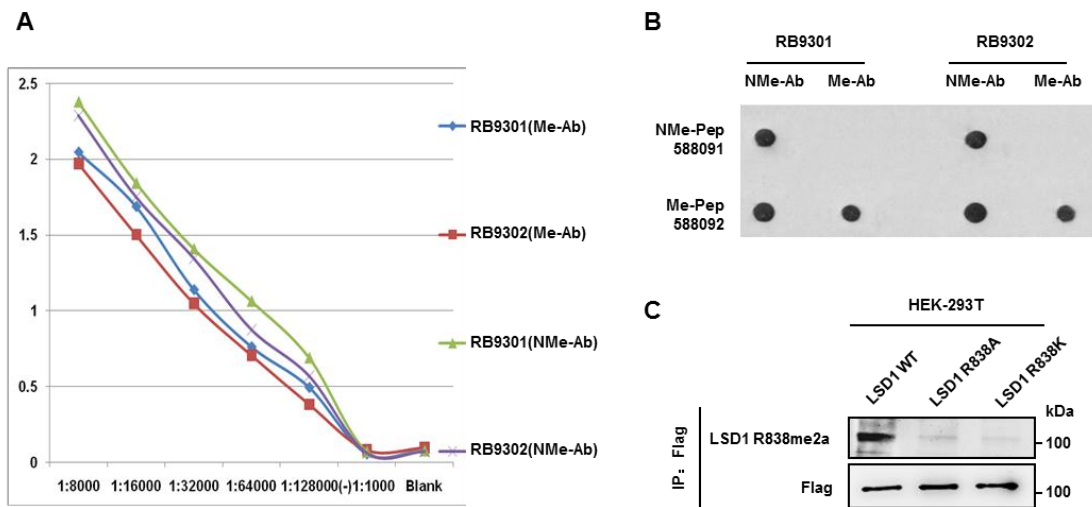 A
2.5
2
1.5
1
0.5
0
1:8000 1:16000 1:32000 1:64000 1:128000(-)1:1000 Blank
RB9301(Me-Ab)
RB9302(Me-Ab)
RB9301(NMe-Ab)
RB9302(NMe-Ab)
B
RB9301 RB9302
NMe-Ab Me-Ab NMe-Ab Me-Ab
NMe-Pep
588091
Me-Pep
588092
C
HEK-293T
LSD1 WT LSD1 R838A LSD1 R838K
kDa
IP: Flag
LSD1 R838me2a
100
Flag
100